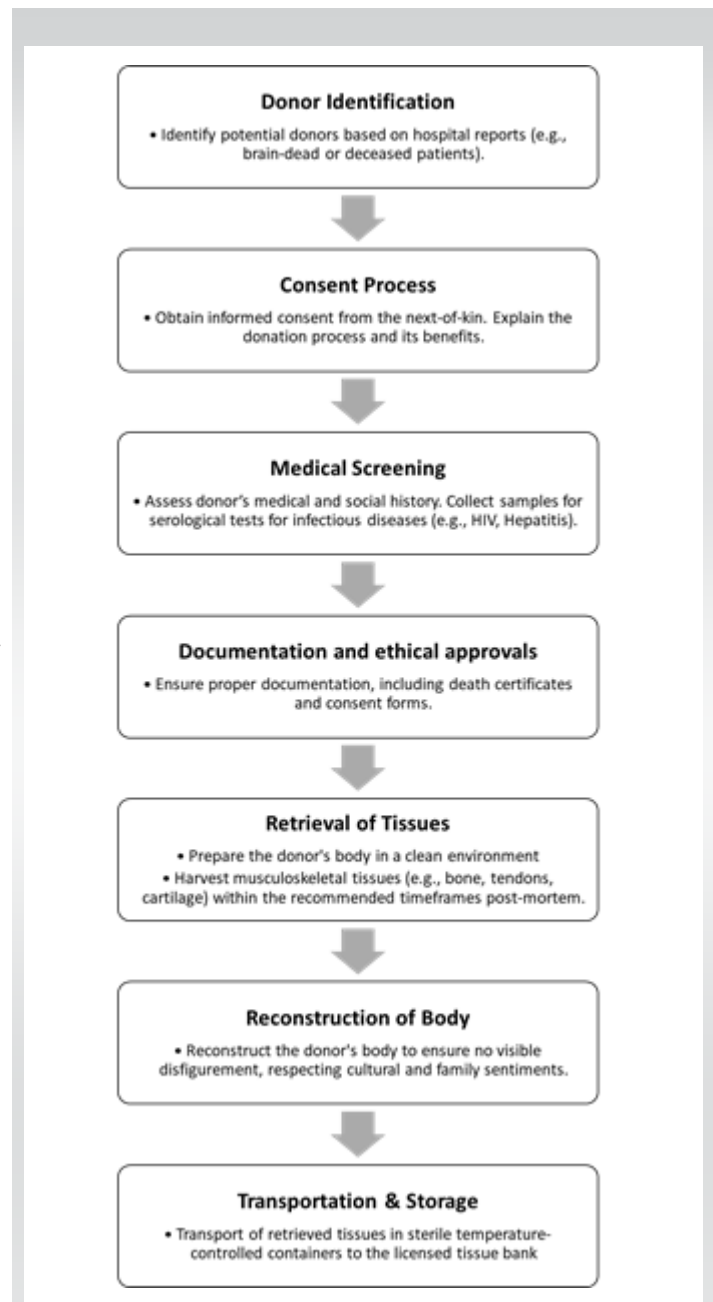 Donor Identification
• Identify potential donors based on hospital reports (e.g.,
brain-dead or deceased patients).
Consent Process
• Obtain informed consent from the next-of-kin. Explain the
donation process and its benefits.
Medical Screening
• Assess donor's medical and social history. Collect samples for
serological tests for infectious diseases (e.g., HIV, Hepatitis).
Documentation and ethical approvals
• Ensure proper documentation, including death certificates
and consent forms.
Retrieval of Tissues
• Prepare the donor's body in a clean environment
• Harvest musculoskeletal tissues (e.g., bone, tendons,
cartilage) within the recommended timeframes post-mortem.
Reconstruction of Body
• Reconstruct the donor's body to ensure no visible
disfigurement, respecting cultural and family sentiments.
Transportation & Storage
• Transport of retrieved tissues in sterile temperature-
controlled containers to the licensed tissue bank